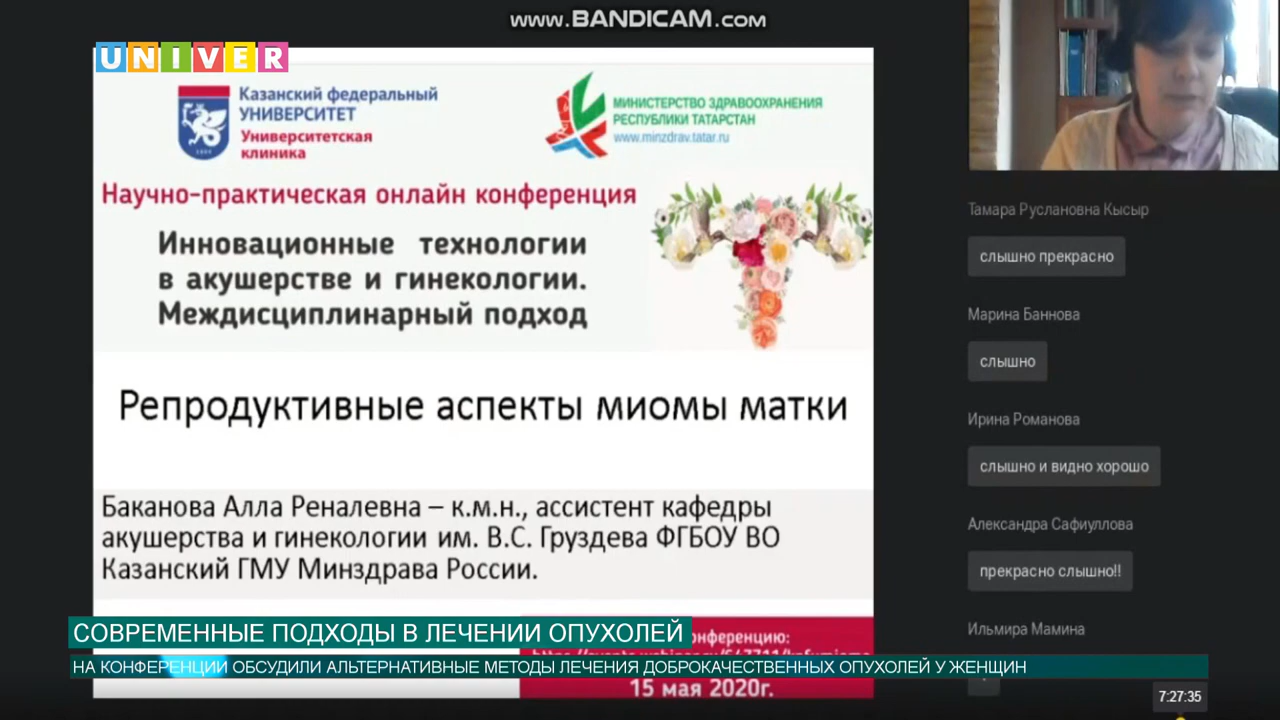 www.BANDICAM.com
UNIVER
Казанский федеральный
УНИВЕРСИТЕТ
Университетская
клиника
МИНИСТЕРСТВО ЗДРАВООХРАНЕНИЯ
РЕСПУБЛИКИ ТАТАРСТАН
www.minzdrav.tatar.ru
Научно-практическая онлайн конференция
Инновационные технологии
в акушерстве и гинекологии.
Междисциплинарный подход
Репродуктивные аспекты миомы матки
Баканова Алла Реналевна – к.м.н., ассистент кафедры
акушерства и гинекологии им. В.С. Груздева ФГБОУ ВО
Казанский ГМУ Минздрава России.
онференцию:
15 мая 2020г.
Тамара Руслановна Кысыр
слышно прекрасно
Марина Баннова
слышно
Ирина Романова
слышно и видно хорошо
Александра Сафиуллова
прекрасно слышно!!
Ильмира Мамина
СОВРЕМЕННЫЕ ПОДХОДЫ В ЛЕЧЕНИИ ОПУХОЛЕЙ
НА КОНФЕРЕНЦИИ ОБСУДИЛИ АЛЬТЕРНАТИВНЫЕ МЕТОДЫ ЛЕЧЕНИЯ ДОБРОКАЧЕСТВЕННЫХ ОПУХОЛЕЙ У ЖЕНЩИН
7:27:35